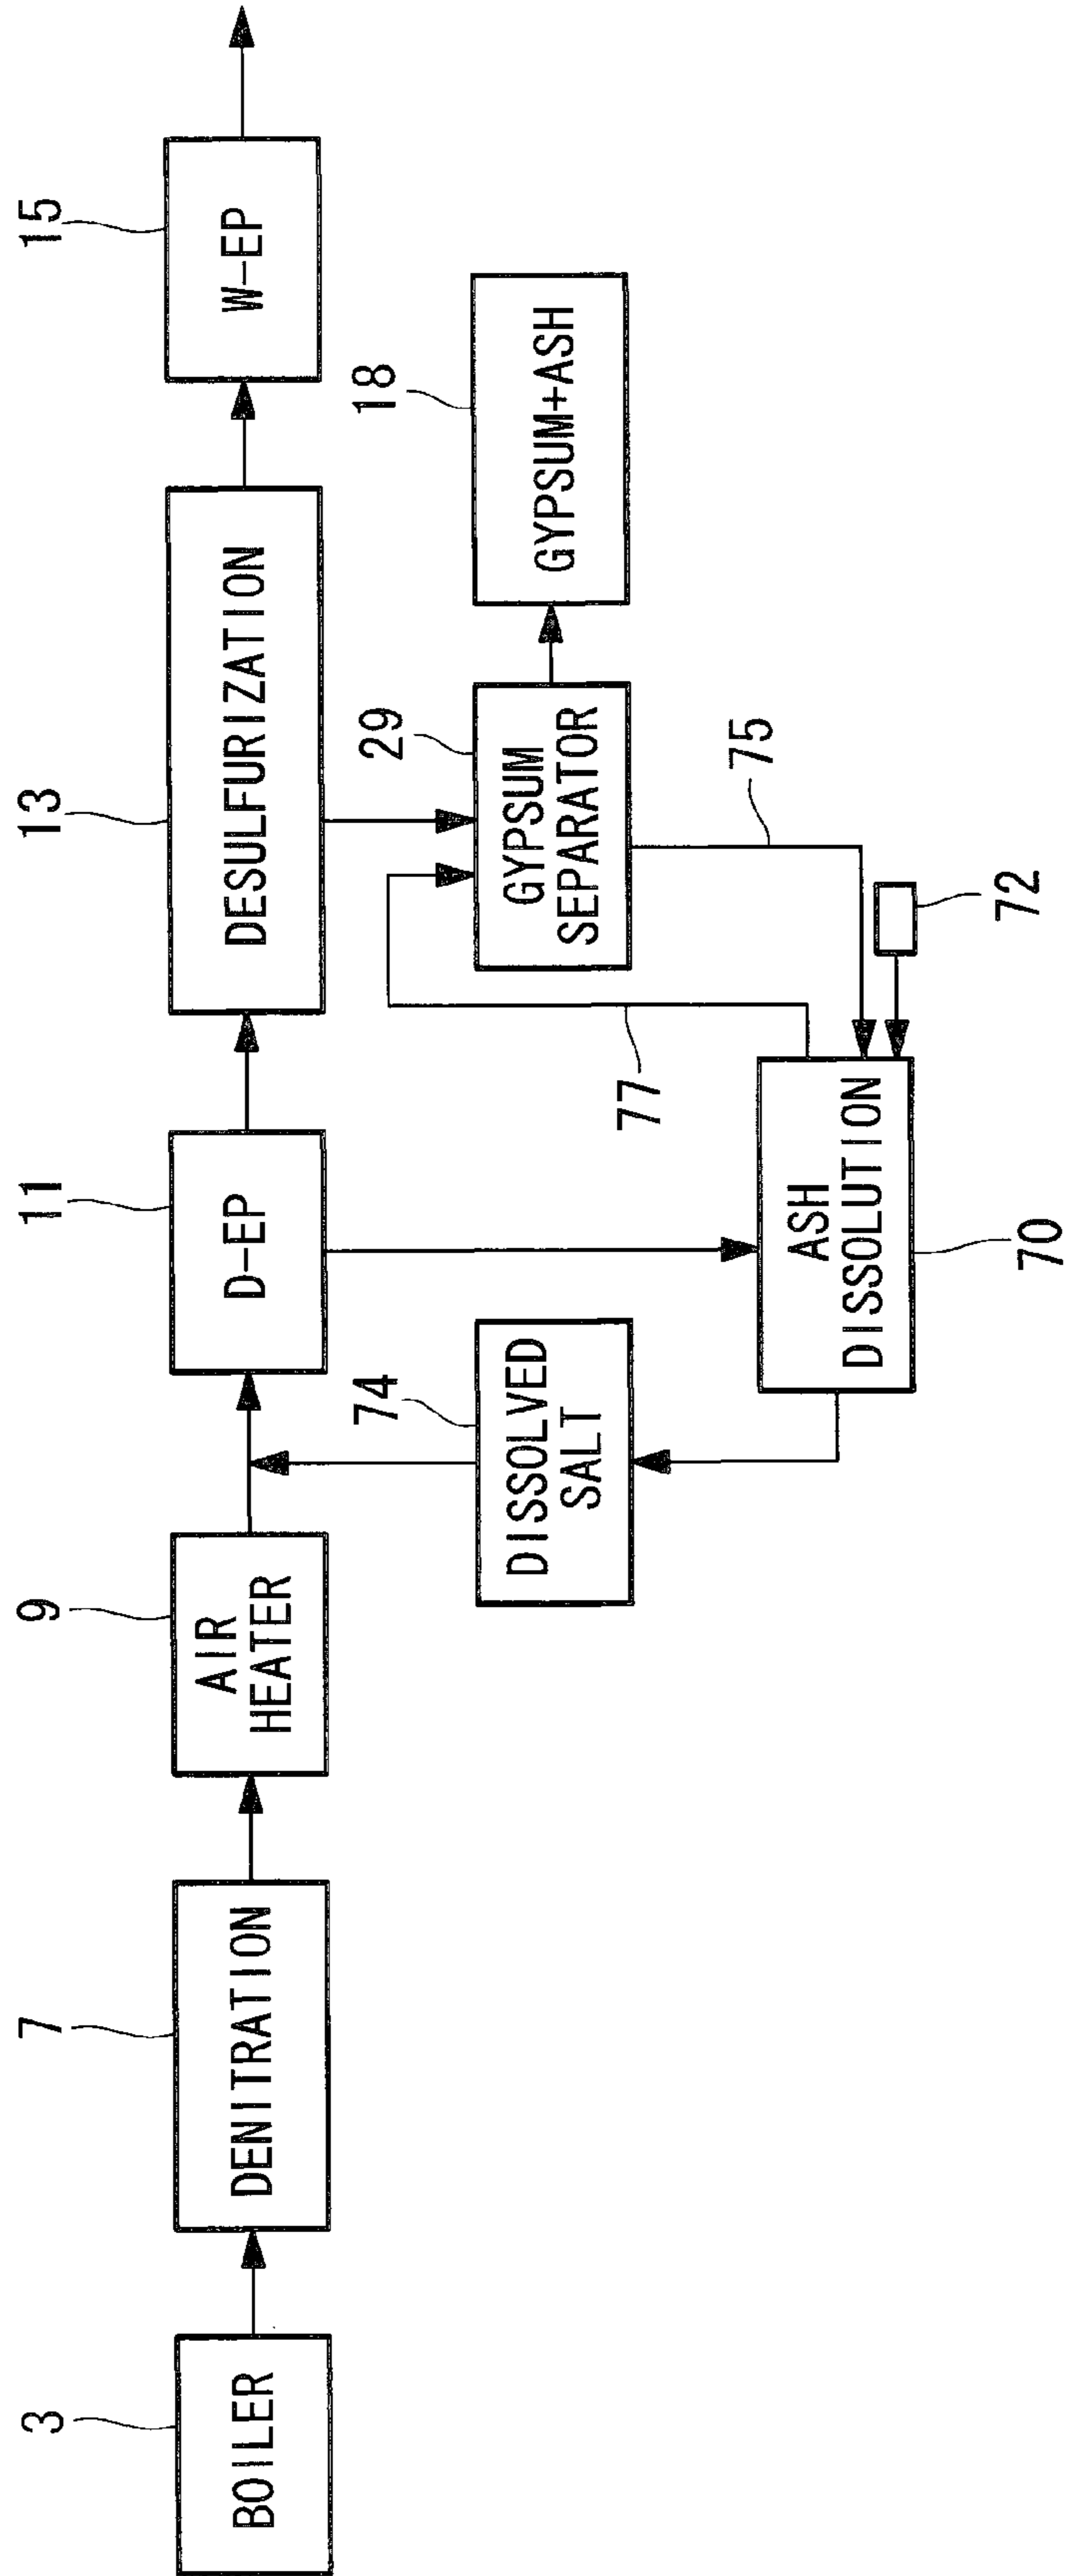 3
BOILER
7
DENITRATION
9
AIR
HEATER
11
D-EP
13
DESULFURIZATION
15
W-EP
74
DISSOLVED
SALT
77
29
GYPSUM
SEPARATOR
18
GYPSUM+ASH
75
72
ASH
DISSOLUTION
70